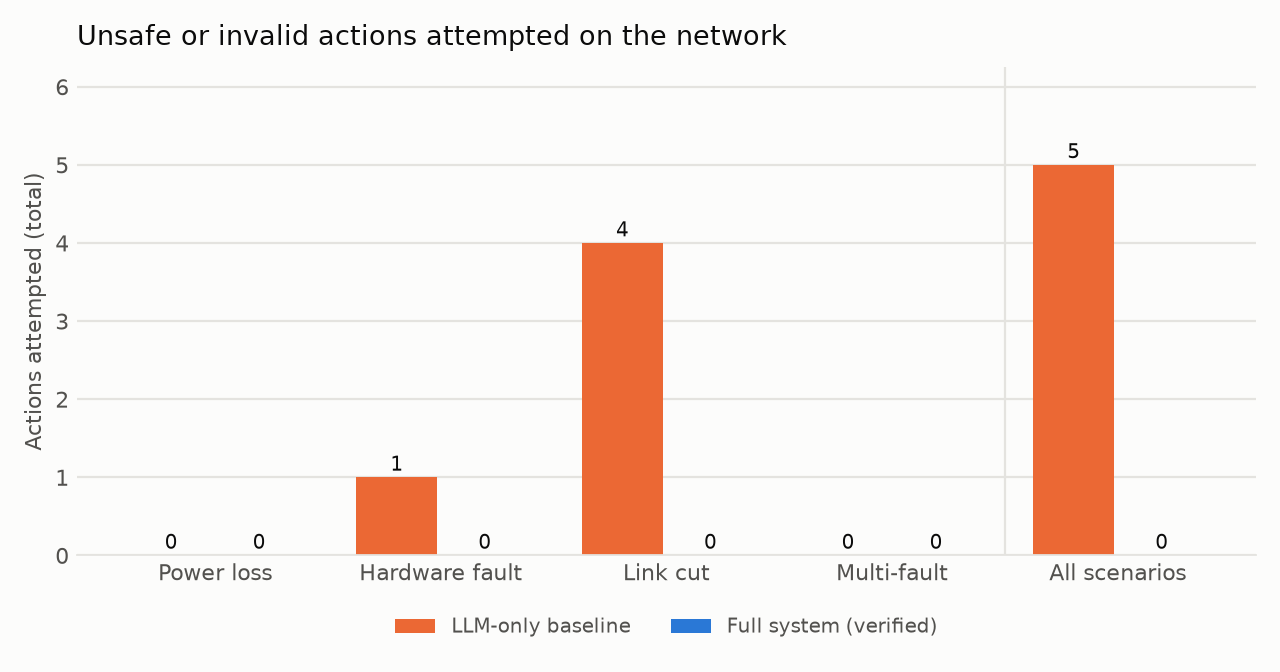 Unsafe or invalid actions attempted on the network
Actions attempted (total)
6
5
4
3
2
1
0
0 0 1 0 4 0 0 0 5 0
Power loss Hardware fault Link cut Multi-fault All scenarios
LLM-only baseline Full system (verified)